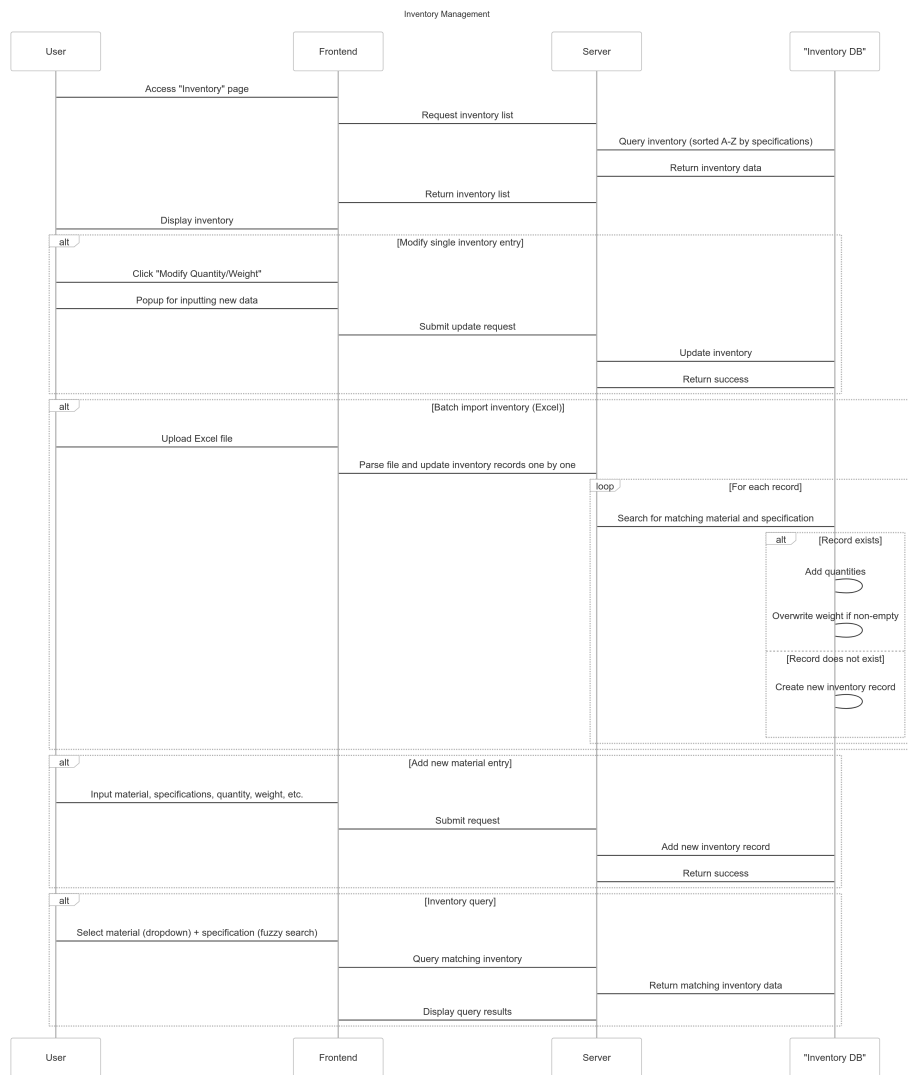 Inventory Management
User
Frontend
Server
"Inventory DB"
Access "Inventory" page
Request inventory list
Query inventory (sorted A-Z by specifications)
Return inventory data
Return inventory list
Display inventory
alt
[Modify single inventory entry]
Click "Modify Quantity/Weight"
Popup for inputting new data
Submit update request
Update inventory
Return success
alt
[Batch import inventory (Excel)]
Upload Excel file
Parse file and update inventory records one by one
loop
[For each record]
Search for matching material and specification
alt
[Record exists]
Add quantities
Overwrite weight if non-empty
[Record does not exist]
Create new inventory record
alt
[Add new material entry]
Input material, specifications, quantity, weight, etc.
Submit request
Add new inventory record
Return success
alt
[Inventory query]
Select material (dropdown) + specification (fuzzy search)
Query matching inventory
Return matching inventory data
Display query results
User
Frontend
Server
"Inventory DB"